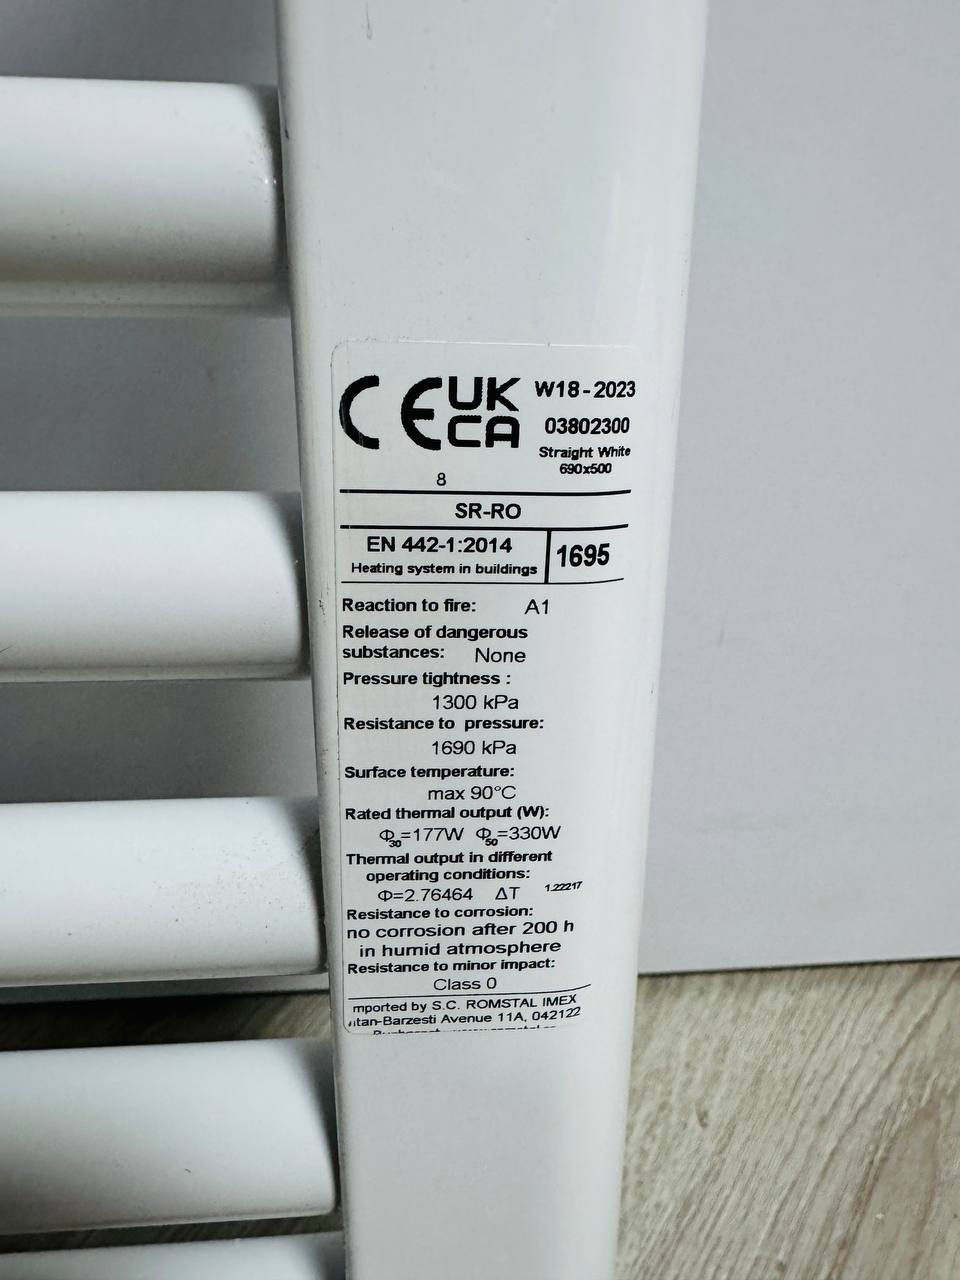 CE UK
CA
W18-2023
03802300
Straight White
690x500
8
SR-RO
EN 442-1:2014
Heating system in buildings
1695
Reaction to fire: A1
Release of dangerous
substances: None
Pressure tightness :
1300 kPa
Resistance to pressure:
1690 kPa
Surface temperature:
max 90°C
Rated thermal output (W):
Φ30=177W Φ50=330W
Thermal output in different
operating conditions:
Φ=2.76464 ΔT 1.22217
Resistance to corrosion:
no corrosion after 200 h
in humid atmosphere
Resistance to minor impact:
Class 0
mported by S.C. ROMSTAL IMEX
itan-Barzesti Avenue 11A, 042122